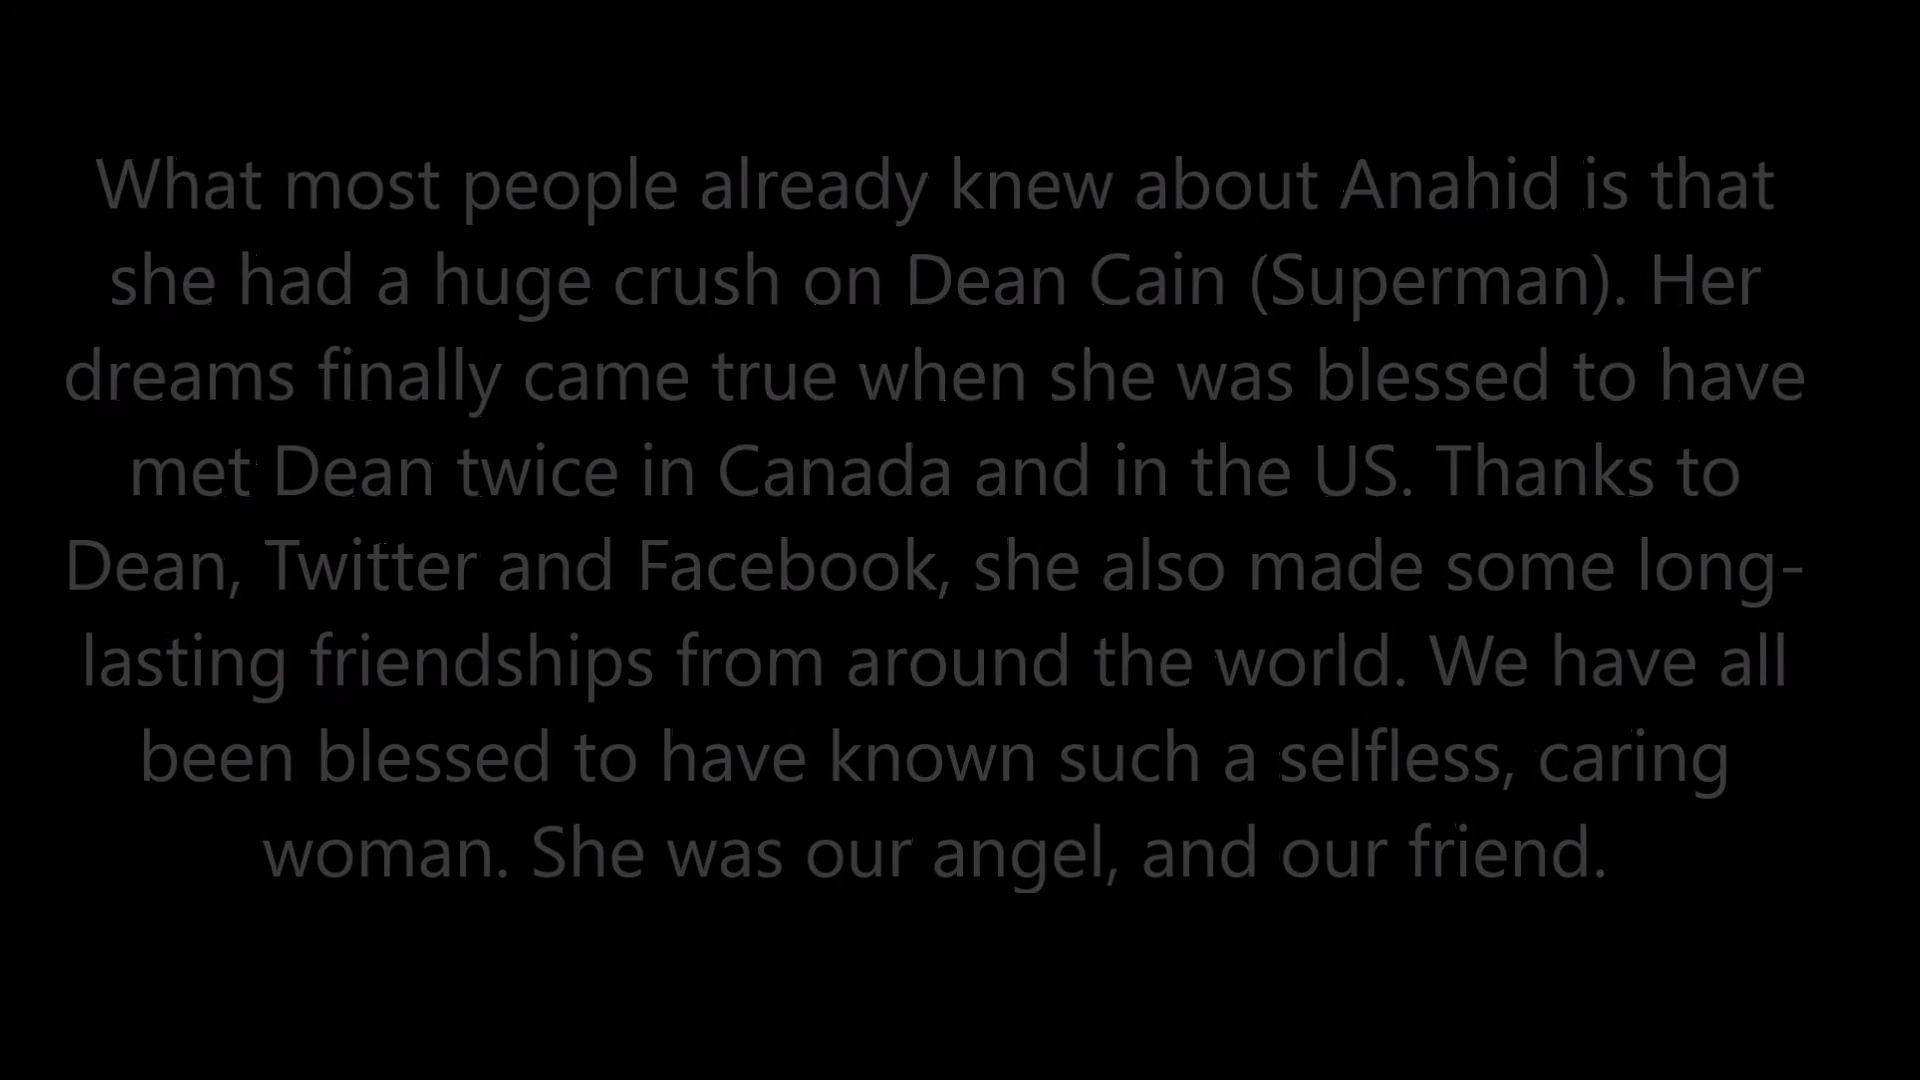 What most people already knew about Anahid is that
she had a huge crush on Dean Cain (Superman). Her
dreams finally came true when she was blessed to have
met Dean twice in Canada and in the US. Thanks to
Dean, Twitter and Facebook, she also made some long-
lasting friendships from around the world. We have all
been blessed to have known such a selfless, caring
woman. She was our angel, and our friend.